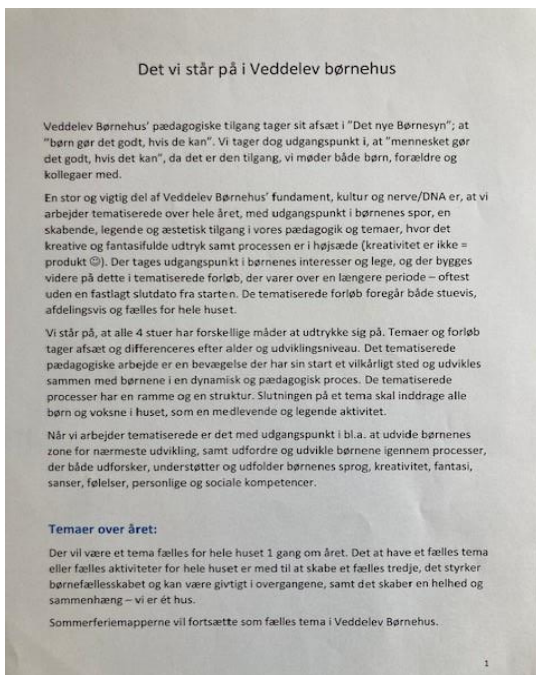 Det vi står på i Veddelev børnehus
Veddelev Børnehus' pædagogiske tilgang tager sit afsæt i "Det nye Børnesyn"; at
"børn gør det godt, hvis de kan". Vi tager dog udgangspunkt i, at "mennesket gør
det godt, hvis det kan", da det er den tilgang, vi møder både børn, forældre og
kollegaer med.
En stor og vigtig del af Veddelev Børnehus' fundament, kultur og nerve/DNA er, at vi
arbejder tematiserede over hele året, med udgangspunkt i børnenes spor, en
skabende, legende og æstetisk tilgang i vores pædagogik og temaer, hvor det
kreative og fantasifulde udtryk samt processen er i højsæde (kreativitet er ikke =
produkt ☺). Der tages udgangspunkt i børnenes interesser og lege, og der bygges
videre på dette i tematiserede forløb, der varer over en længere periode – oftest
uden en fastlagt slutdato fra starten. De tematiserede forløb foregår både stuevis,
afdelingsvis og fælles for hele huset.
Vi står på, at alle 4 stuer har forskellige måder at udtrykke sig på. Temaer og forløb
tager afsæt og differenceres efter alder og udviklingsniveau. Det tematiserede
pædagogiske arbejde er en bevægelse der har sin start et vilkårligt sted og udvikles
sammen med børnene i en dynamisk og pædagogisk proces. De tematiserede
processer har en ramme og en struktur. Slutningen på et tema skal inddrage alle
børn og voksne i huset, som en medlevende og legende aktivitet.
Når vi arbejder tematiserede er det med udgangspunkt i bl.a. at udvide børnenes
zone for nærmeste udvikling, samt udfordre og udvikle børnene igennem processer,
der både udforsker, understøtter og udfolder børnenes sprog, kreativitet, fantasi,
sanser, følelser, personlige og sociale kompetencer.
Temaer over året:
Der vil være et tema fælles for hele huset 1 gang om året. Det at have et fælles tema
eller fælles aktiviteter for hele huset er med til at skabe et fælles tredje, det styrker
børnefællesskabet og kan være givtigt i overgangene, samt det skaber en helhed og
sammenhæng – vi er ét hus.
Sommerferiemapperne vil fortsætte som fælles tema i Veddelev Børnehus.
1